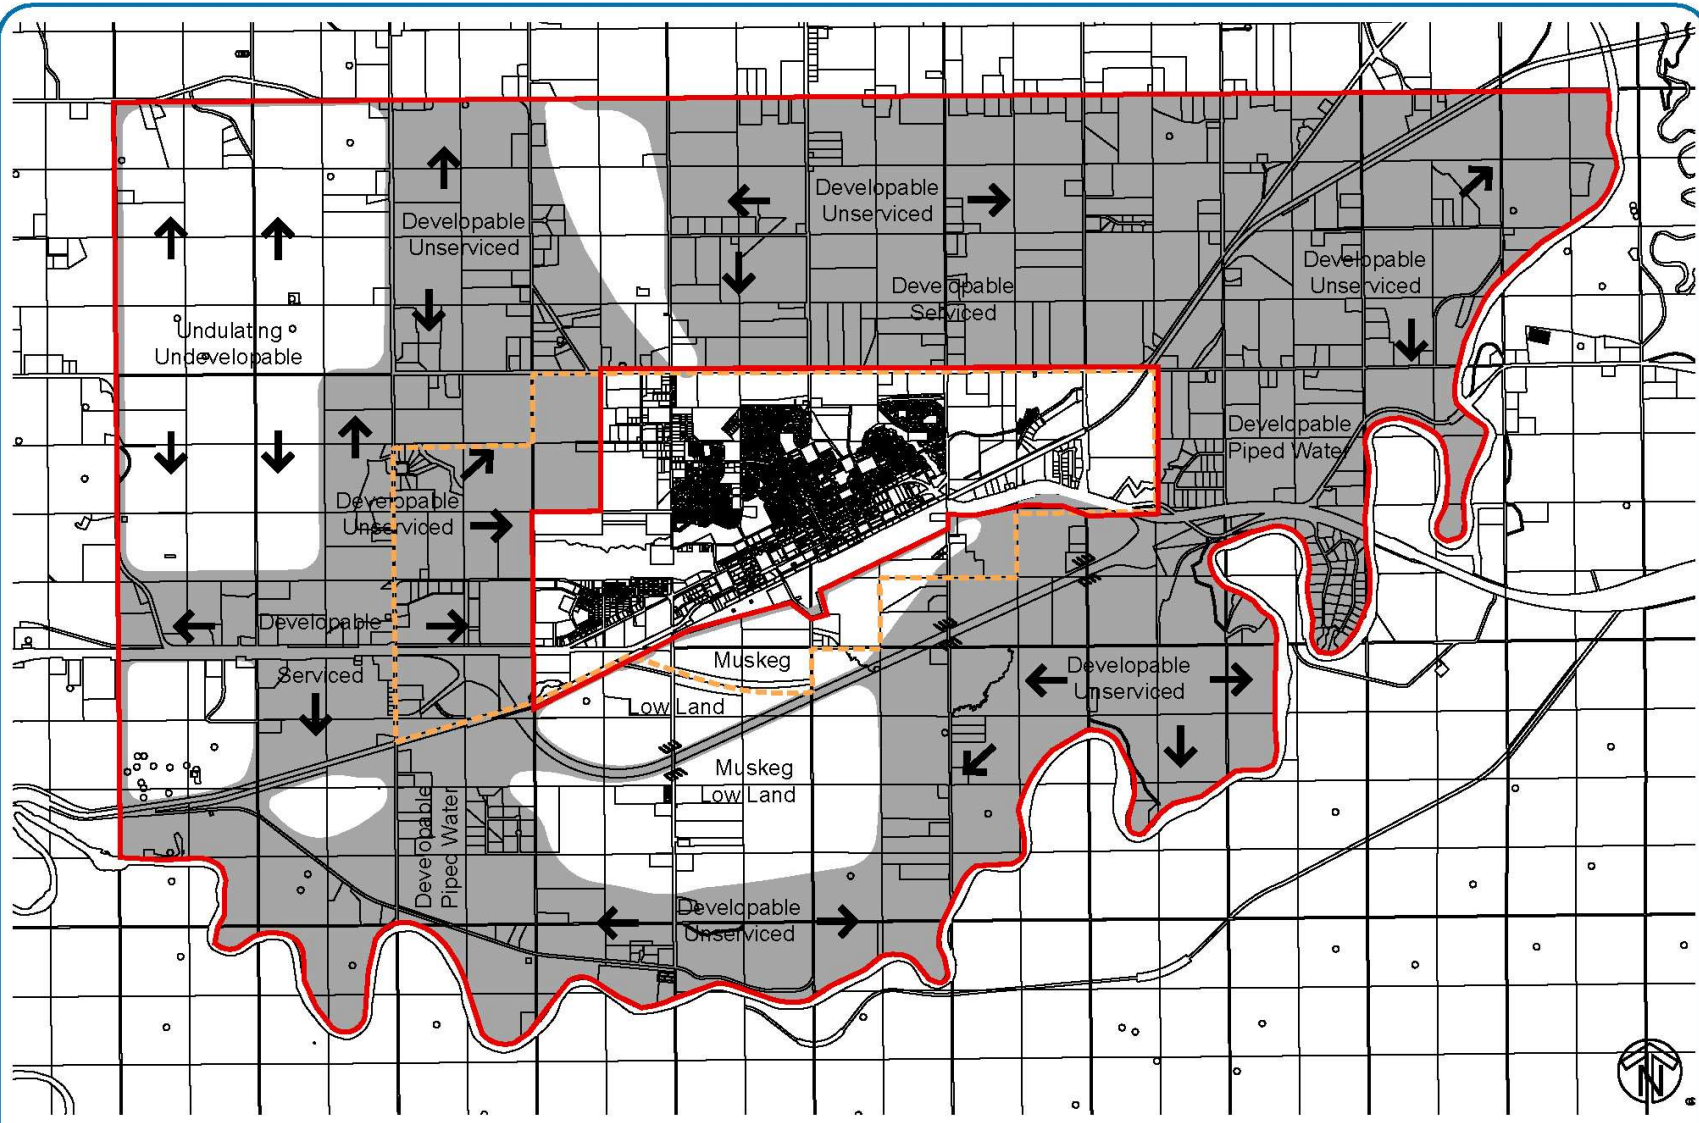 Developable
Unserviced
Developable
Unserviced
Developable
Serviced
Developable
Unserviced
Undulating
Undevelopable
Developable
Piped Water
Developable
Unserviced
Developable
Serviced
Muskeg
Low Land
Developable
Unserviced
Muskeg
Low Land
Developable
Piped Water
Developable
Unserviced
N